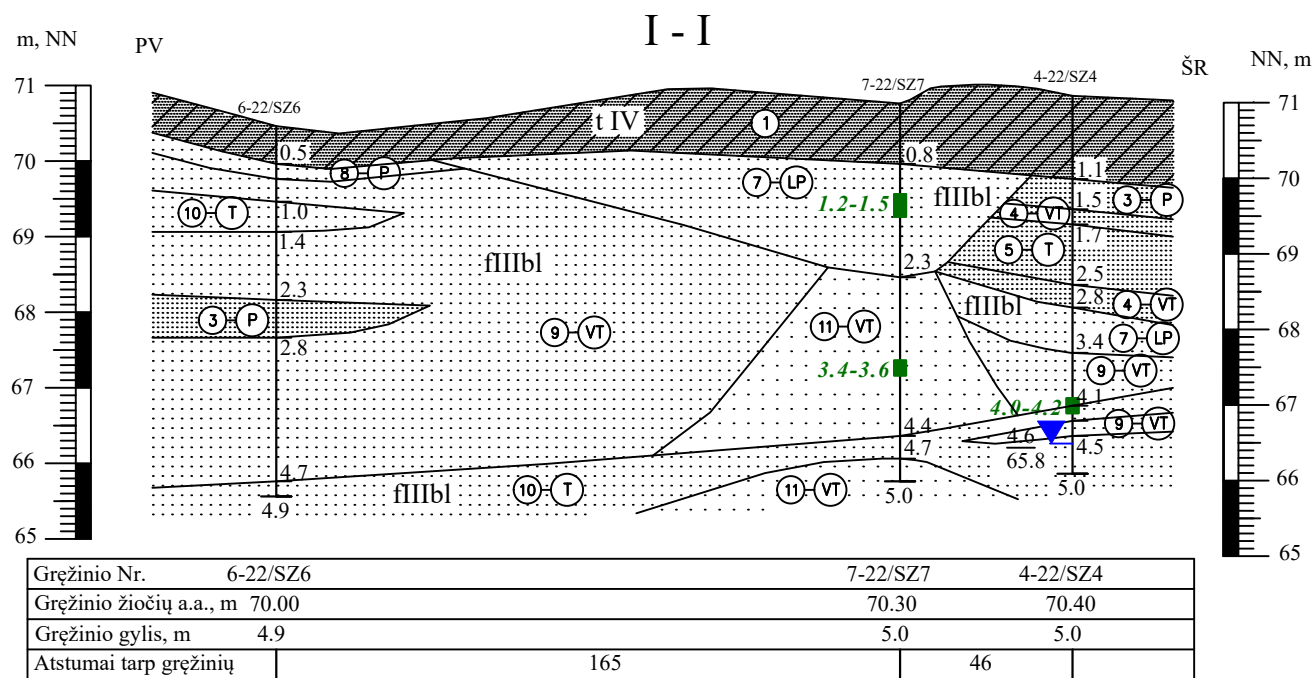 I - I
m, NN
PV
ŠR
NN, m
6-22/SZ6
7-22/SZ7
4-22/SZ4
71
70
69
68
67
66
65
71
70
69
68
67
66
65
t IV
1
0.5
0.8
1.1
8 P
7 LP
fIIIbl
1.2-1.5
1.5
3 P
10 T
1.0
4 VT
1.4
1.7
5 T
fIIIbl
2.3
2.3
2.5
fIIIbl
2.8
4 VT
3 P
9 VT
11 VT
2.8
7 LP
3.4
3.4-3.6
9 VT
4.0-4.2
4.1
4.4
4.6
9 VT
4.7
4.7
65.8
4.5
fIIIbl
10 T
11 VT
4.9
5.0
5.0
Gręžinio Nr. 6-22/SZ6 7-22/SZ7 4-22/SZ4
Gręžinio žiočių a.a., m 70.00 70.30 70.40
Gręžinio gylis, m 4.9 5.0 5.0
Atstumai tarp gręžinių 165 46